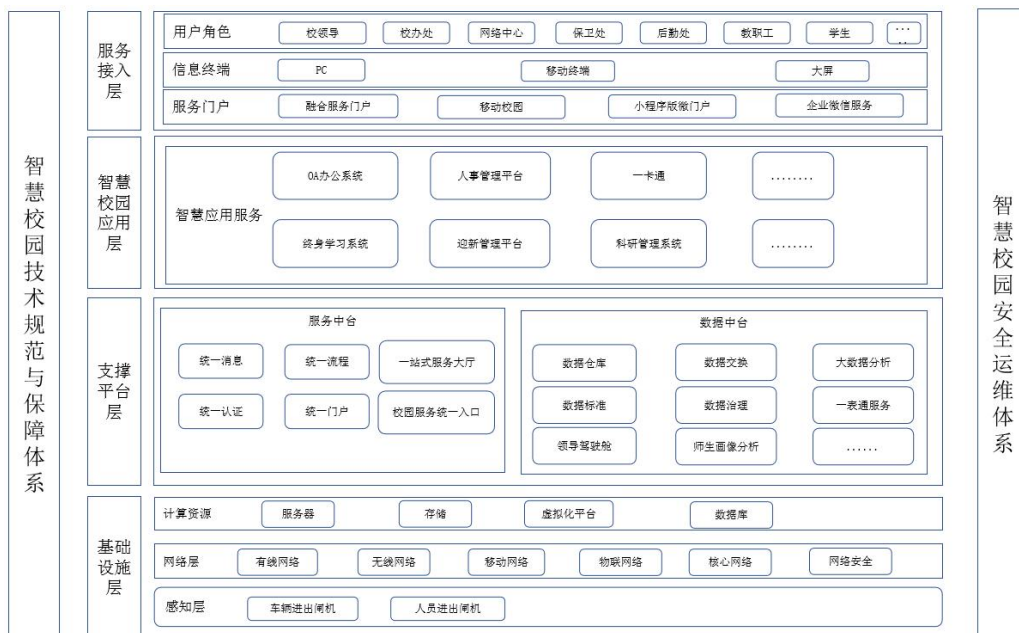 智慧校园技术规范与保障体系
服务
接入
层
用户角色 校领导 校办处 网络中心 保卫处 后勤处 教职工 学生 ......
信息终端 PC 移动终端 大屏
服务门户 融合服务门户 移动校园 小程序版微门户 企业微信服务
智慧
校园
应用
层
智慧应用服务
OA办公系统 人事管理平台 一卡通 ........
终身学习系统 迎新管理平台 科研管理系统 ........
支撑
平台
层
服务中台
统一消息 统一流程 一站式服务大厅
统一认证 统一门户 校园服务统一入口
数据中台
数据仓库 数据交换 大数据分析
数据标准 数据治理 一表通服务
领导驾驶舱 师生画像分析 ......
基础
设施
层
计算资源 服务器 存储 虚拟化平台 数据库
网络层 有线网络 无线网络 移动网络 物联网络 核心网络 网络安全
感知层 车辆进出闸机 人员进出闸机
智慧校园安全运维体系